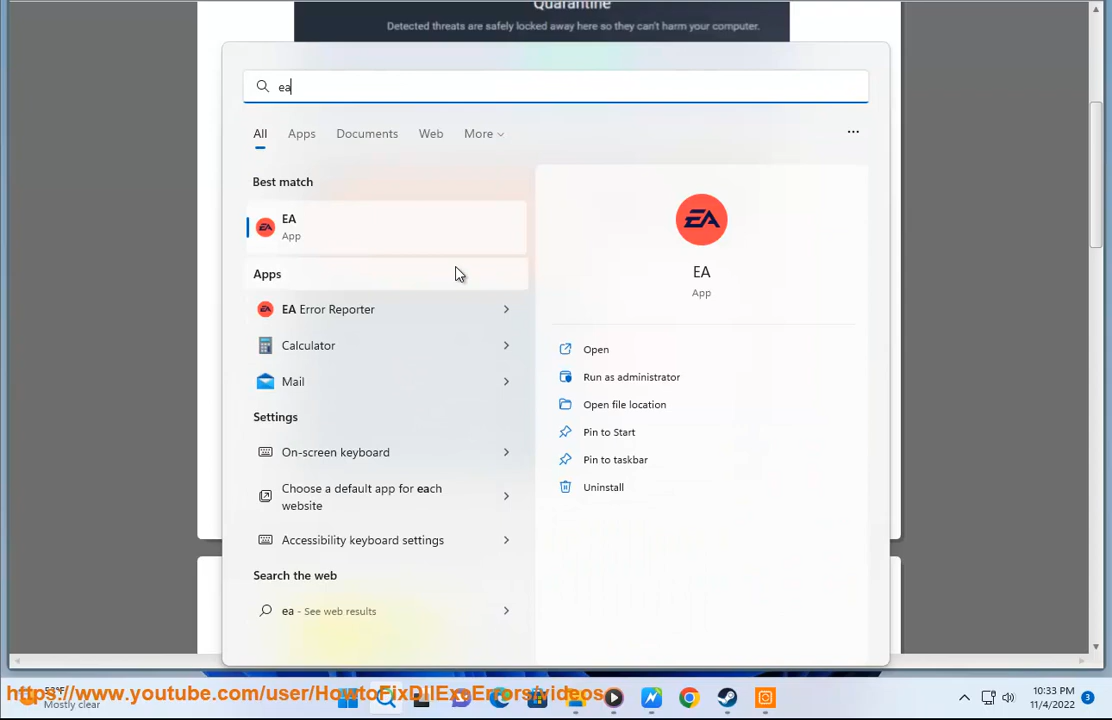 Quarantine
Detected threats are safely locked away here so they can't harm your computer.
ea
All Apps Documents Web More
Best match
EA
App
Apps
EA Error Reporter
Calculator
Mail
Settings
On-screen keyboard
Choose a default app for each
website
Accessibility keyboard settings
Search the web
ea - See web results
EA
EA
App
Open
Run as administrator
Open file location
Pin to Start
Pin to taskbar
Uninstall
https://www.youtube.com/user/HowtoFixDllExeErrors/videos
Mostly clear
10:33 PM
11/4/2022
3